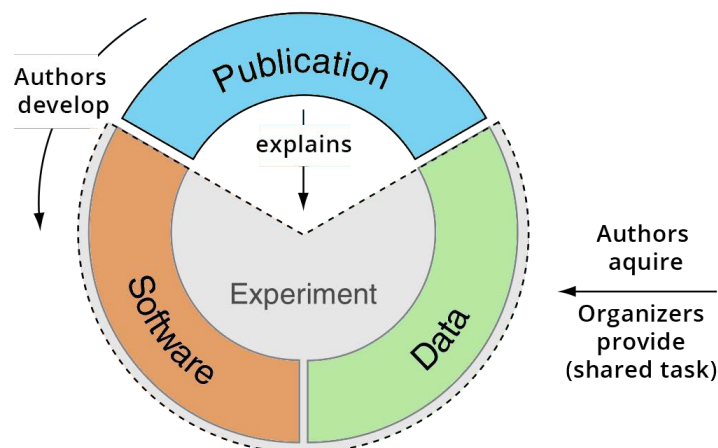 Authors
develop
Publication
explains
Experiment
Software
Data
Authors
aquire
Organizers
provide
(shared task)